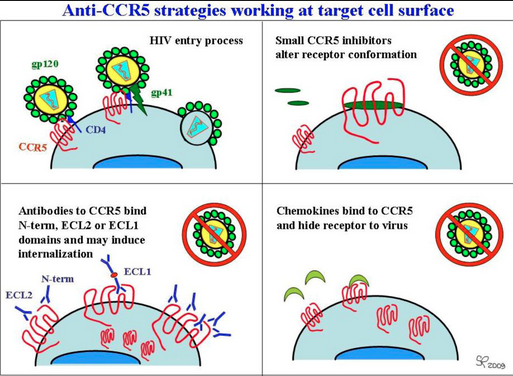 Anti-CCR5 strategies working at target cell surface
HIV entry process
gp120
gp41
CD4
CCR5
Small CCR5 inhibitors
alter receptor conformation
Antibodies to CCR5 bind
N-term, ECL2 or ECL1
domains and may induce
internalization
ECL1
N-term
ECL2
Chemokines bind to CCR5
and hide receptor to virus
2009